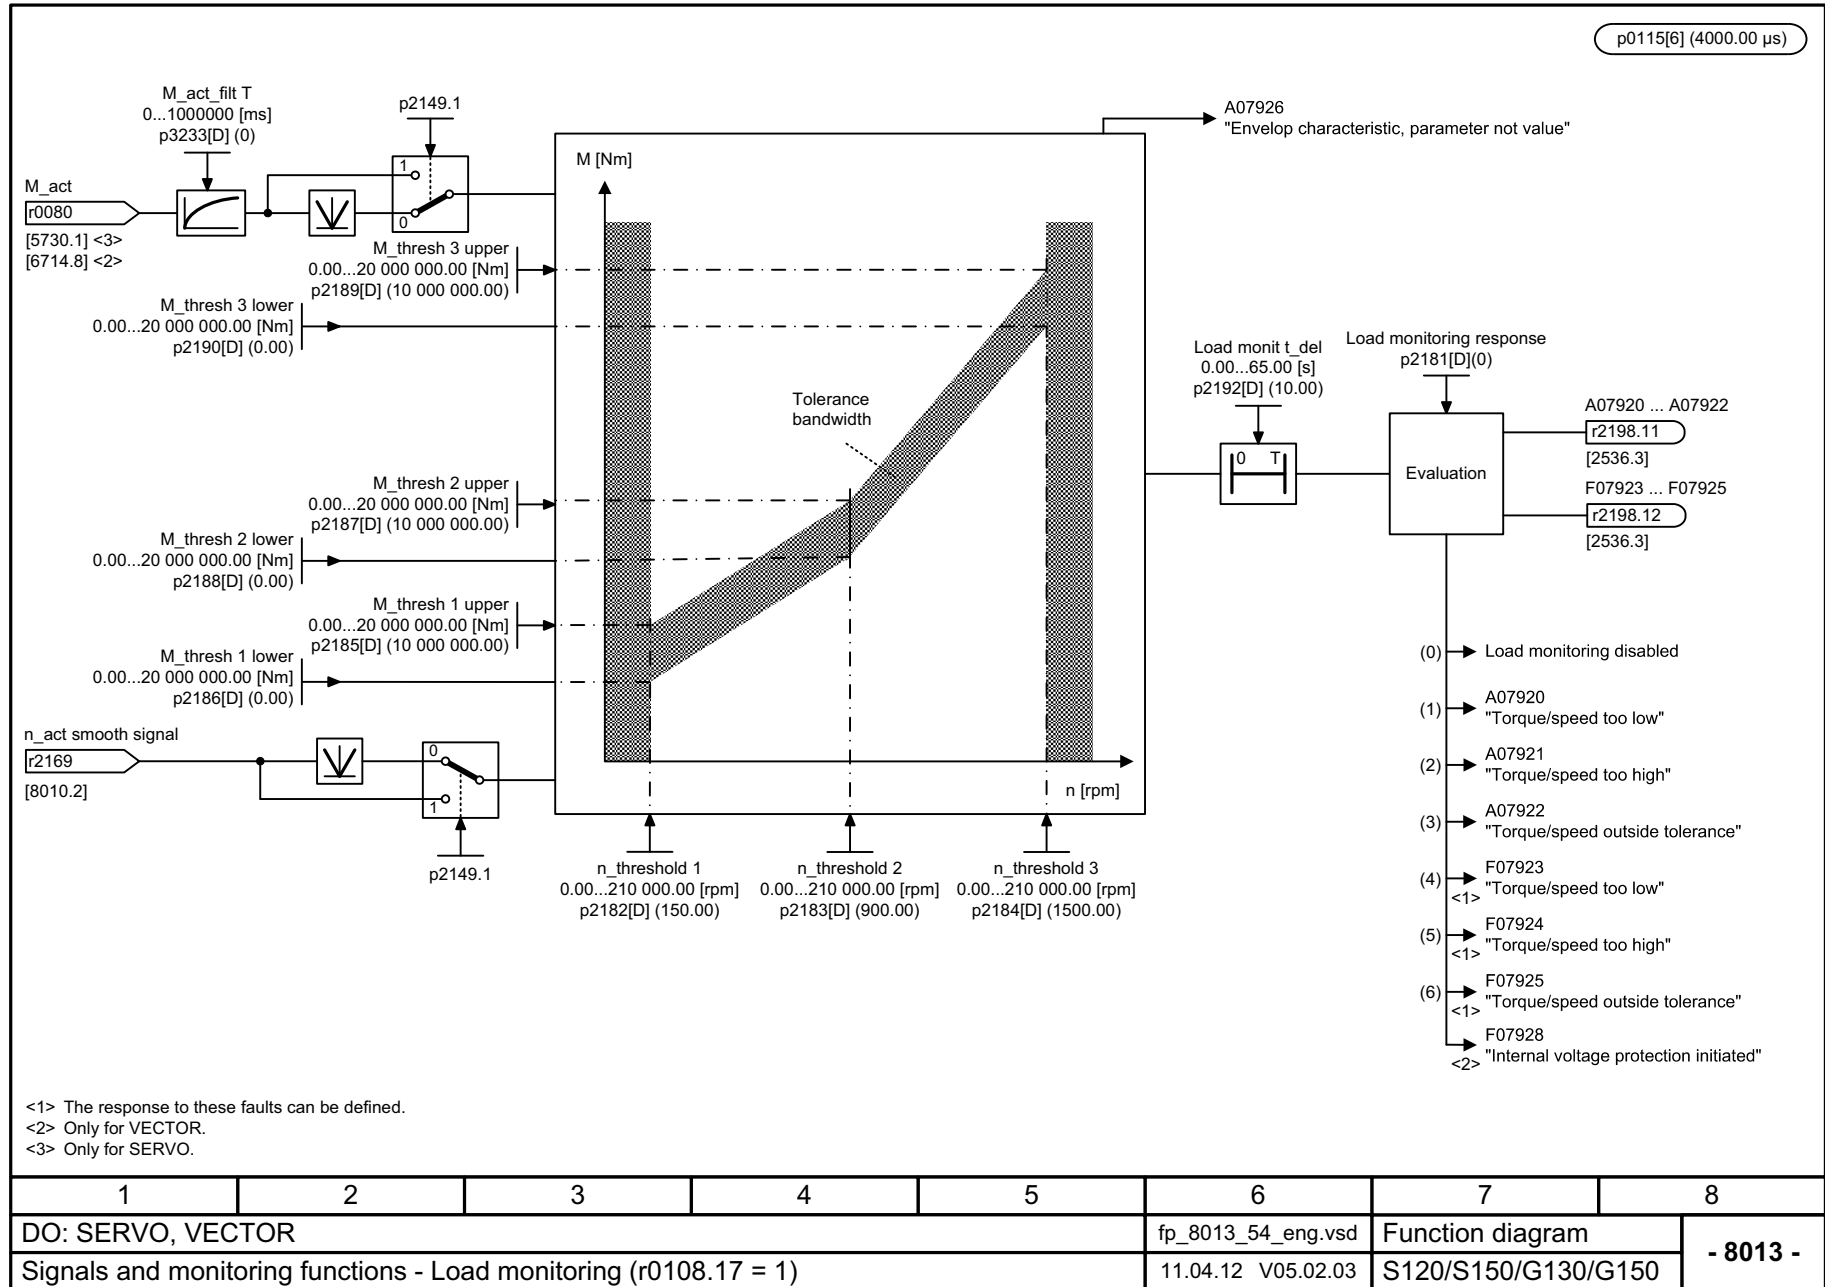 p0115[6] (4000.00 µs)
M_act_filt T
0...1000000 [ms]
p3233[D] (0)
p2149.1
A07926
"Envelop characteristic, parameter not value"
M_act
r0080
[5730.1] <3>
[6714.8] <2>
1
0
M [Nm]
M_thresh 3 upper
0.00...20 000 000.00 [Nm]
p2189[D] (10 000 000.00)
M_thresh 3 lower
0.00...20 000 000.00 [Nm]
p2190[D] (0.00)
Tolerance
bandwidth
M_thresh 2 upper
0.00...20 000 000.00 [Nm]
p2187[D] (10 000 000.00)
M_thresh 2 lower
0.00...20 000 000.00 [Nm]
p2188[D] (0.00)
M_thresh 1 upper
0.00...20 000 000.00 [Nm]
p2185[D] (10 000 000.00)
M_thresh 1 lower
0.00...20 000 000.00 [Nm]
p2186[D] (0.00)
n_act smooth signal
r2169
[8010.2]
0
1
p2149.1
n [rpm]
n_threshold 1
0.00...210 000.00 [rpm]
p2182[D] (150.00)
n_threshold 2
0.00...210 000.00 [rpm]
p2183[D] (900.00)
n_threshold 3
0.00...210 000.00 [rpm]
p2184[D] (1500.00)
Load monit t_del
0.00...65.00 [s]
p2192[D] (10.00)
0 T
Load monitoring response
p2181[D](0)
Evaluation
A07920 ... A07922
r2198.11
[2536.3]
F07923 ... F07925
r2198.12
[2536.3]
(0) Load monitoring disabled
(1) A07920
"Torque/speed too low"
(2) A07921
"Torque/speed too high"
(3) A07922
"Torque/speed outside tolerance"
(4) F07923
<1> "Torque/speed too low"
(5) F07924
<1> "Torque/speed too high"
(6) F07925
<1> "Torque/speed outside tolerance"
F07928
<2> "Internal voltage protection initiated"
<1> The response to these faults can be defined.
<2> Only for VECTOR.
<3> Only for SERVO.
1 2 3 4 5 6 7 8
DO: SERVO, VECTOR
fp_8013_54_eng.vsd
Function diagram
- 8013 -
Signals and monitoring functions - Load monitoring (r0108.17 = 1)
11.04.12 V05.02.03
S120/S150/G130/G150